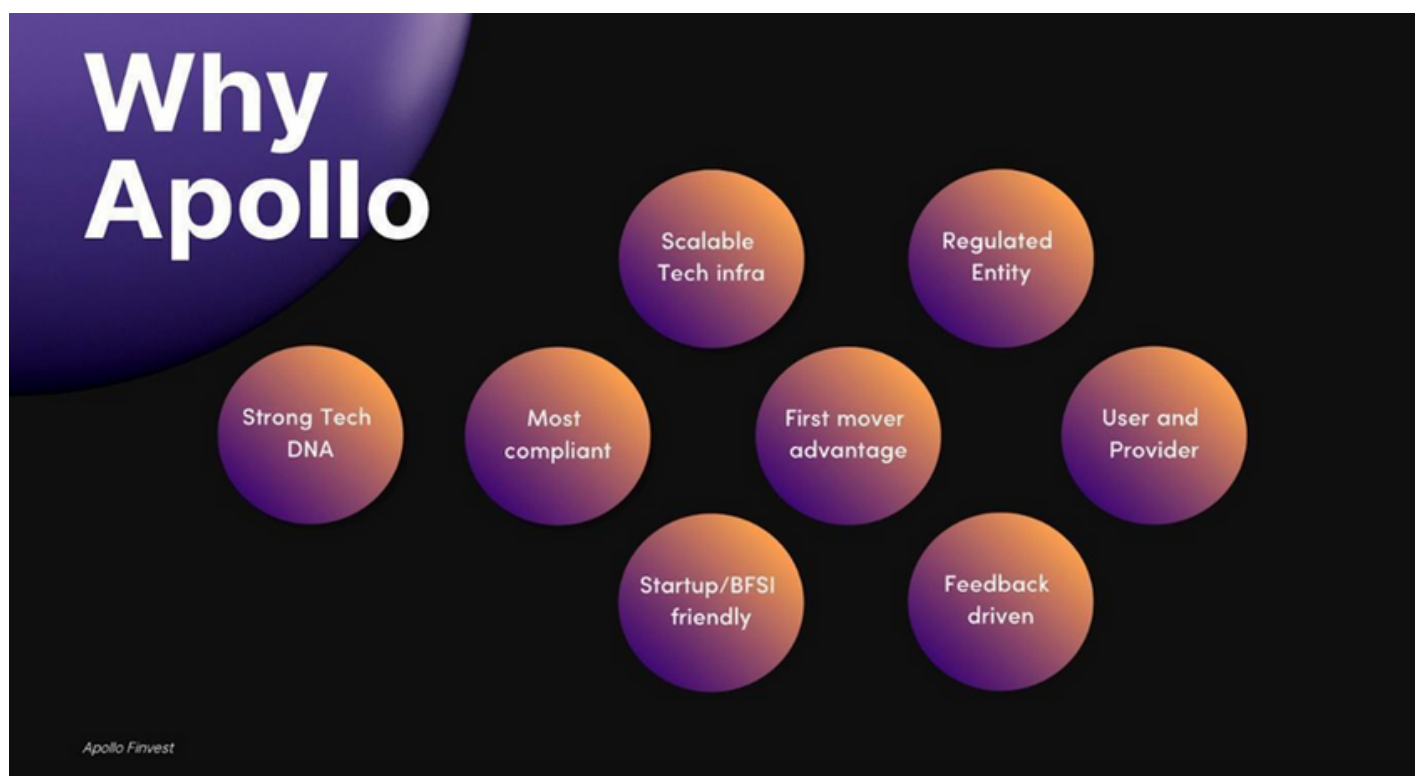 Why
Apollo
Scalable
Tech infra
Regulated
Entity
Strong Tech
DNA
Most
compliant
First mover
advantage
User and
Provider
Startup/BFSI
friendly
Feedback
driven
Apollo Finvest